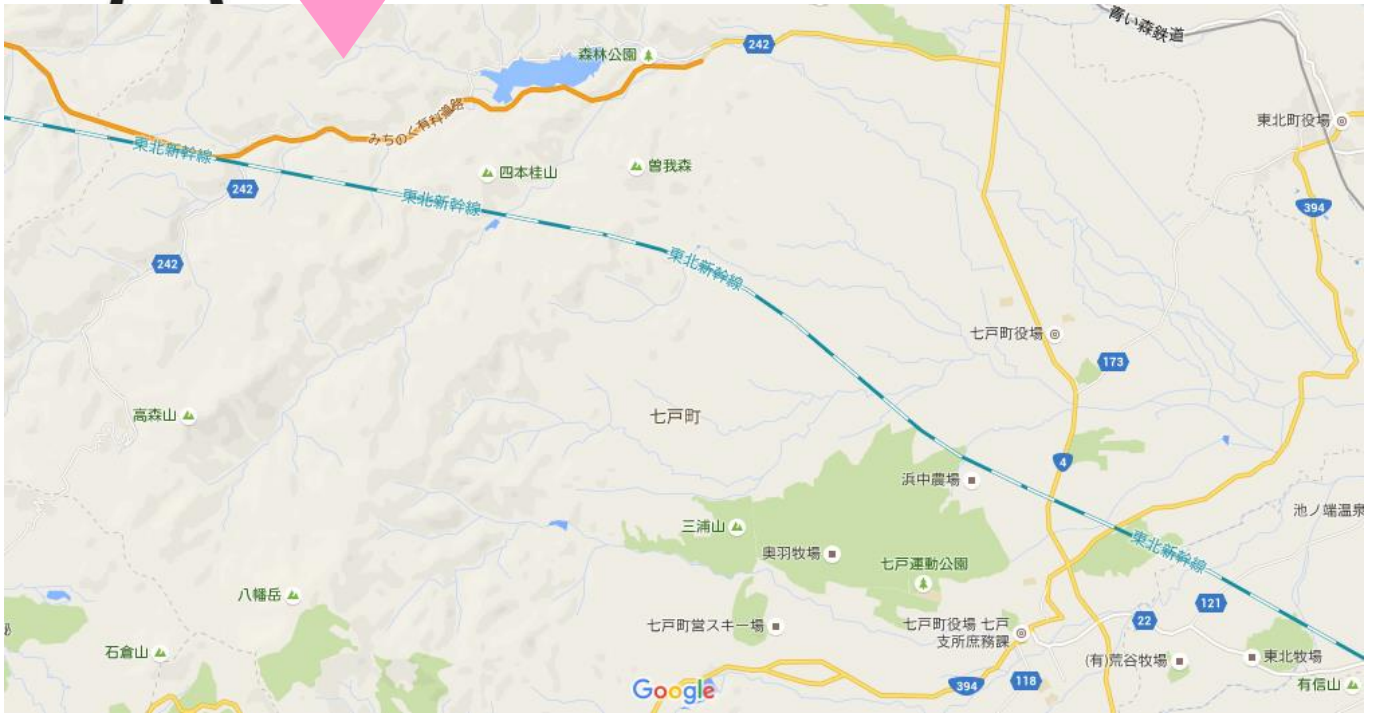 青い森鉄道
森林公園
242
東北町役場
みちのく有料道路
東北新幹線
四本桂山
曽我森
242
東北新幹線
394
242
東北新幹線
七戸町役場
173
高森山
七戸町
4
浜中農場
池ノ端温泉
三浦山
奥羽牧場
東北新幹線
七戸運動公園
八幡岳
121
22
七戸町営スキー場
七戸町役場 七戸
支所庶務課
石倉山
(有)荒谷牧場
東北牧場
394
118
有信山
Google